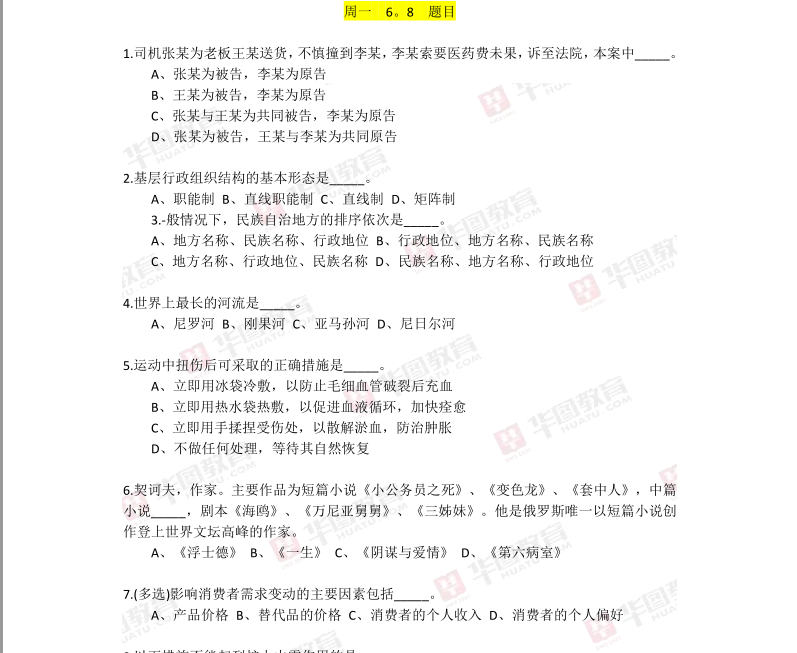 周一 6。8 题目
1.司机张某为老板王某送货，不慎撞到李某，李某索要医药费未果，诉至法院，本案中_____。
A、张某为被告，李某为原告
B、王某为被告，李某为原告
C、张某与王某为共同被告，李某为原告
D、张某为被告，王某与李某为共同原告
2.基层行政组织结构的基本形态是_____。
A、职能制 B、直线职能制 C、直线制 D、矩阵制
3.-般情况下，民族自治地方的排序依次是_____。
A、地方名称、民族名称、行政地位 B、行政地位、地方名称、民族名称
C、地方名称、行政地位、民族名称 D、民族名称、地方名称、行政地位
4.世界上最长的河流是_____。
A、尼罗河 B、刚果河 C、亚马孙河 D、尼日尔河
5.运动中扭伤后可采取的正确措施是_____。
A、立即用冰袋冷敷，以防止毛细血管破裂后充血
B、立即用热水袋热敷，以促进血液循环，加快痊愈
C、立即用手揉捏受伤处，以散解淤血，防治肿胀
D、不做任何处理，等待其自然恢复
6.契诃夫，作家。主要作品为短篇小说《小公务员之死》、《变色龙》、《套中人》，中篇
小说_____，剧本《海鸥》、《万尼亚舅舅》、《三姊妹》。他是俄罗斯唯一以短篇小说创
作登上世界文坛高峰的作家。
A、《浮士德》 B、《一生》 C、《阴谋与爱情》 D、《第六病室》
7.(多选)影响消费者需求变动的主要因素包括_____。
A、产品价格 B、替代品的价格 C、消费者的个人收入 D、消费者的个人偏好
华图教育
HUATU.COM